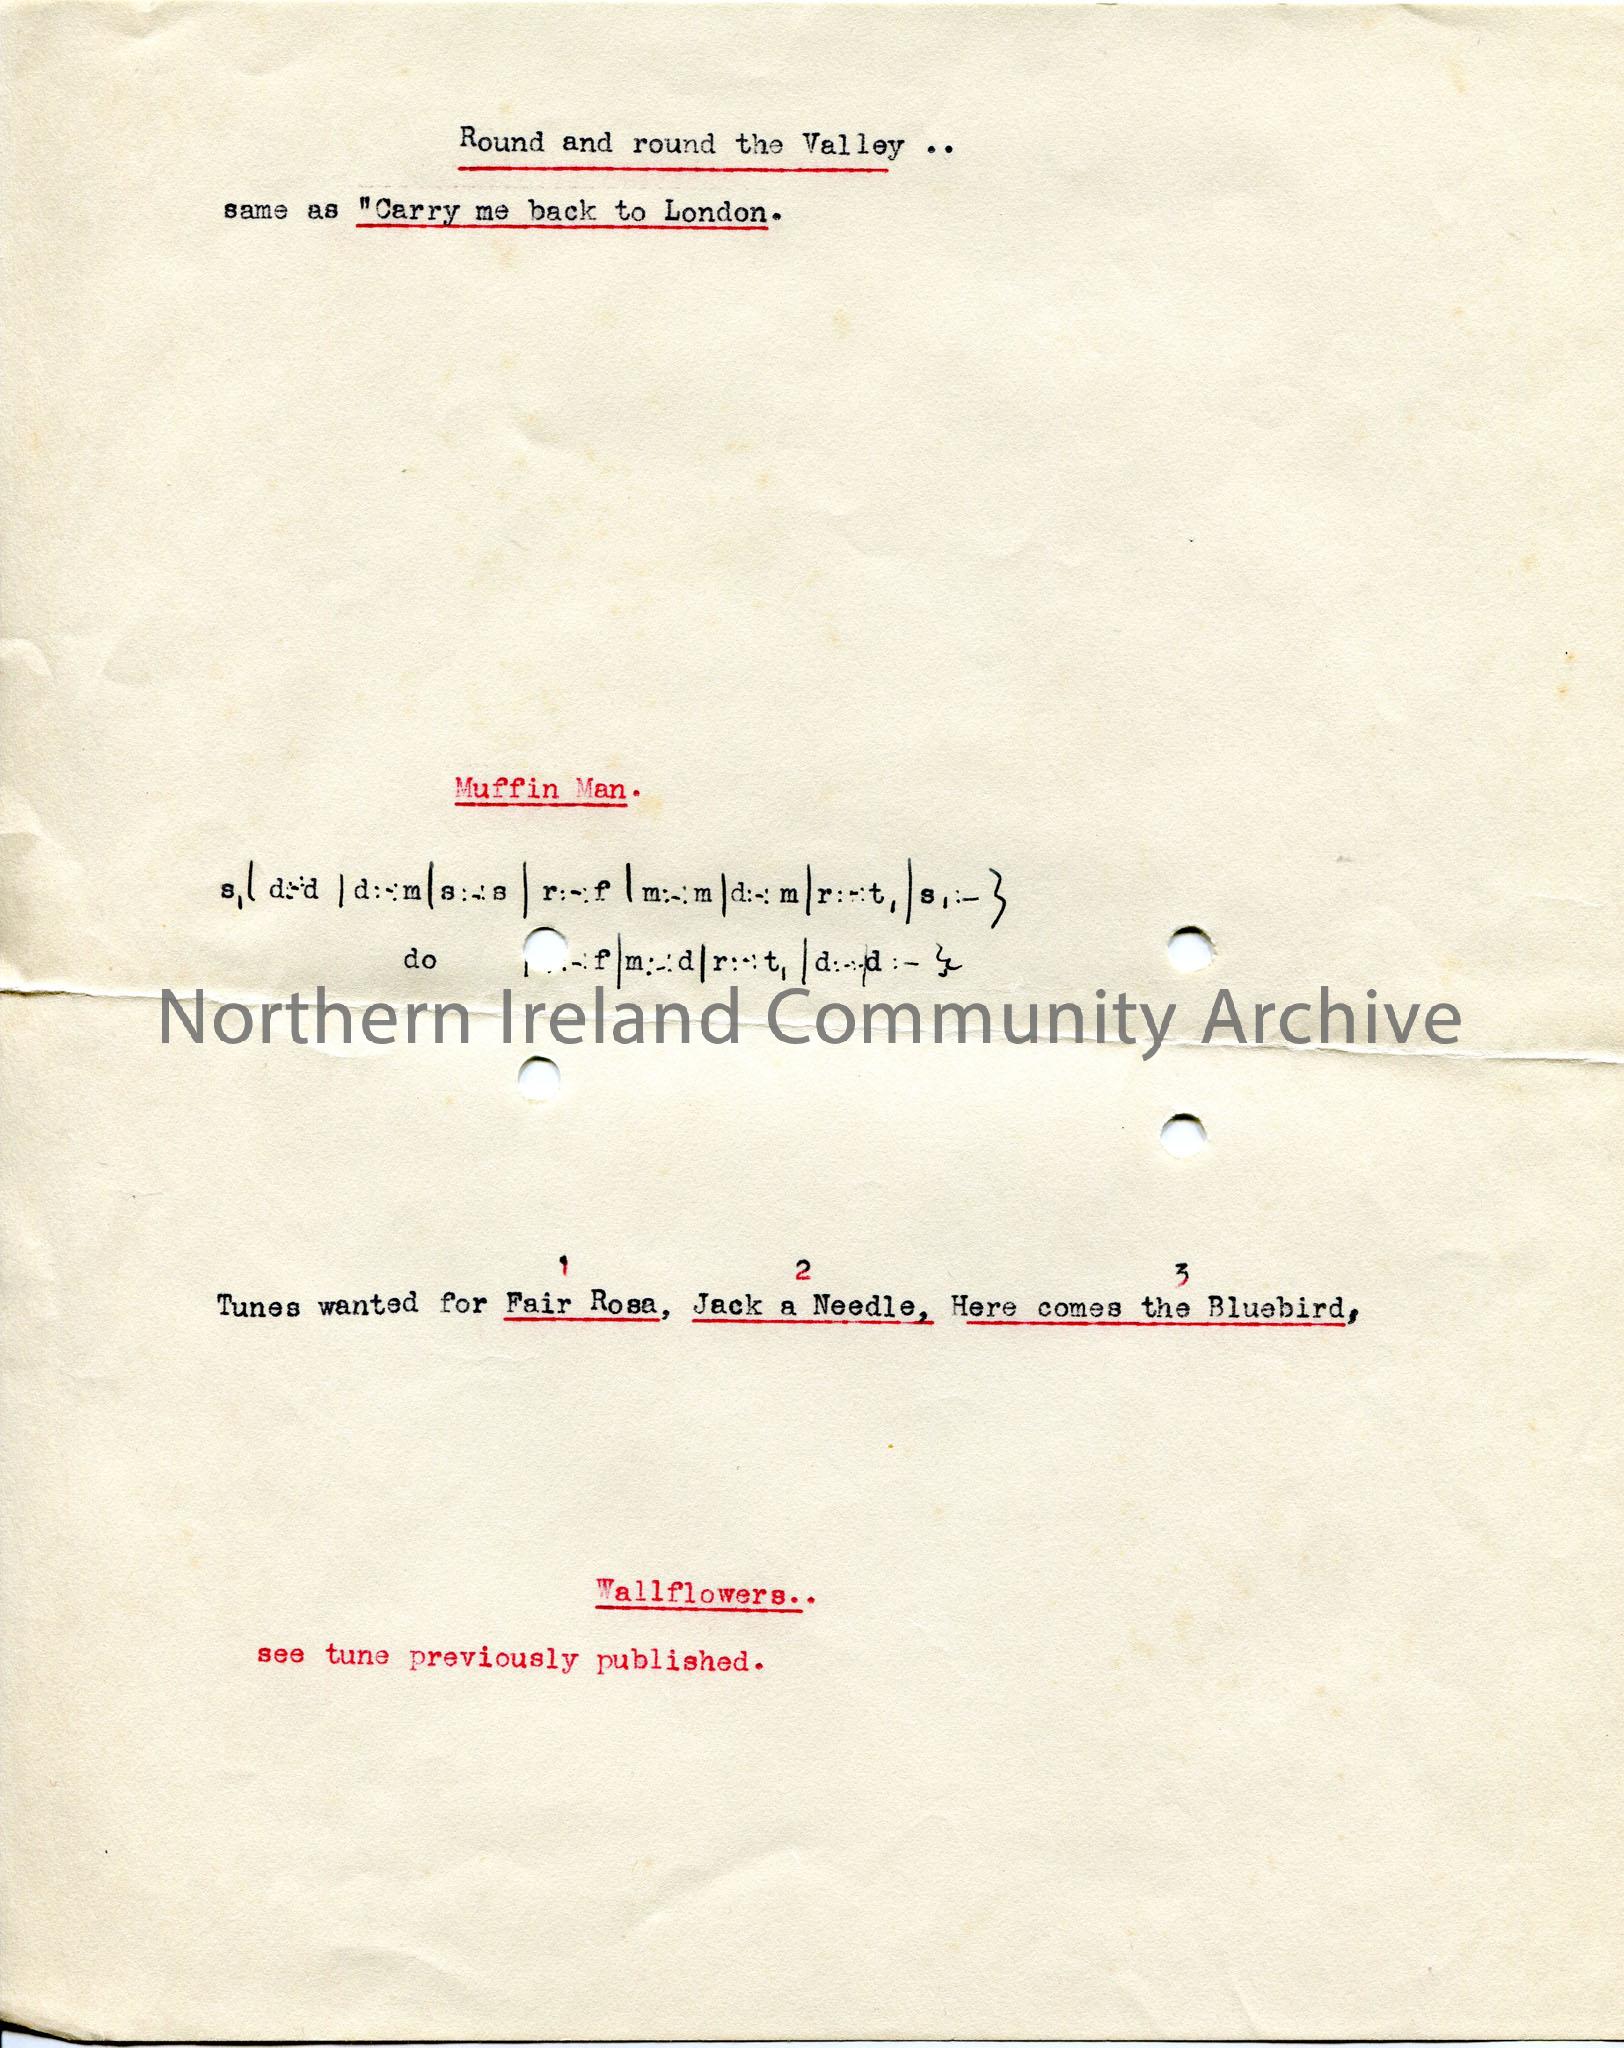 Round and round the Valley ..
same as "Carry me back to London.
Muffin Man.
s,| d:-:d |d:-:m|s:-:s |r:-:f |m:-:m|d:-:m|r:-:t,|s,:- }
do | :-:f|m:-:d|r:-:t, |d:-:d :- }
Northern Ireland Community Archive
1 2 3
Tunes wanted for Fair Rosa, Jack a Needle, Here comes the Bluebird,
Wallflowers..
see tune previously published.